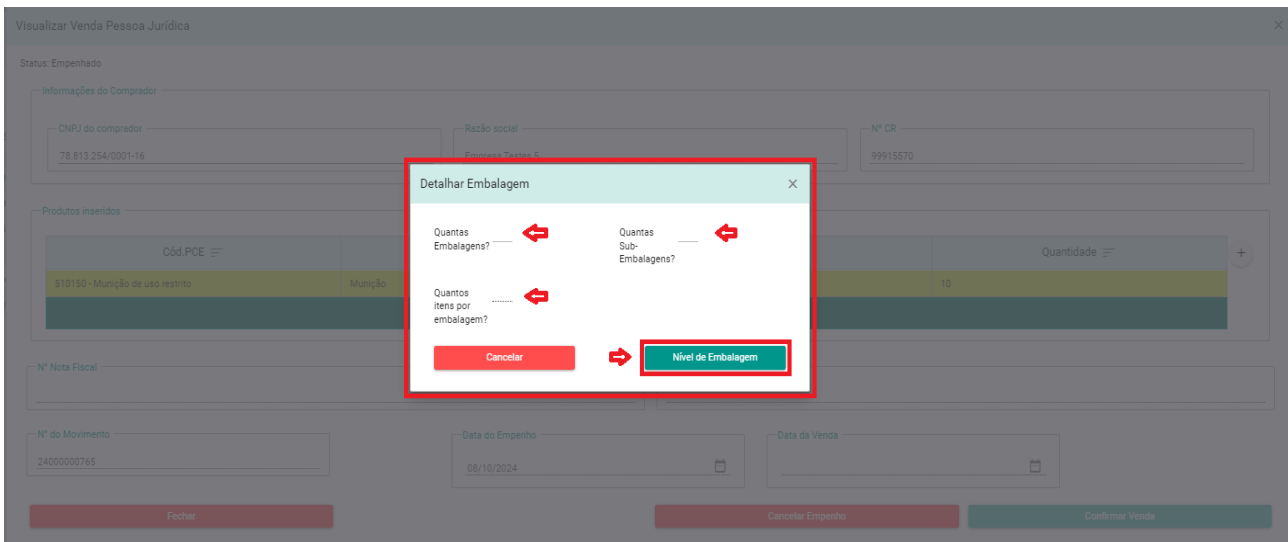 Visualizar Venda Pessoa Jurídica
Status: Empenhado
Informações do Comprador
CNPJ do comprador
Razão social
Nº CR
78.813.254/0001-16
Empresa Testes 5
99915570
Detalhar Embalagem
Produtos inseridos
Quantas
Embalagens?
Quantas
Sub-
Embalagens?
Cód.PCE
Quantidade
+
510150 - Munição de uso restrito
Munição
10
Quantos
itens por
embalagem?
Cancelar
Nível de Embalagem
Nº Nota Fiscal
Nº do Movimento
Data do Empenho
Data da Venda
24000000765
08/10/2024
Fechar
Cancelar Empenho
Confirmar Venda